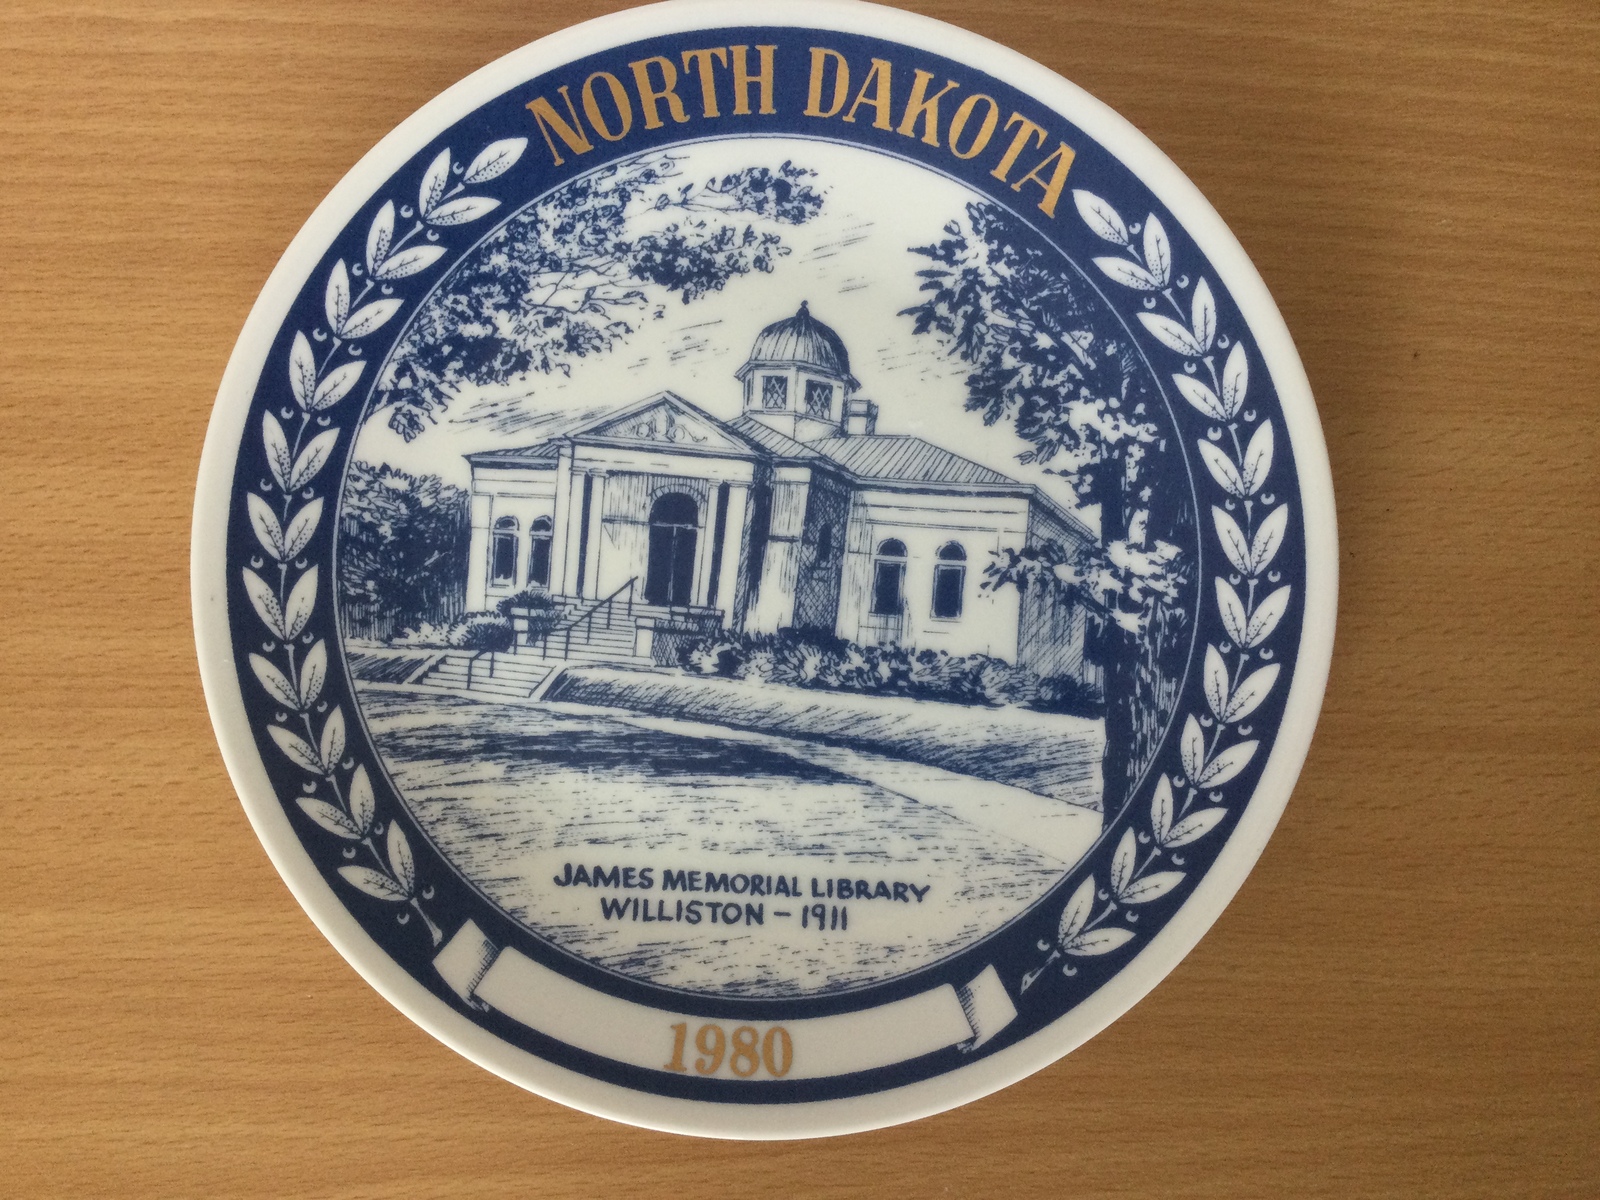 NORTH DAKOTA
JAMES MEMORIAL LIBRARY
WILLISTON - 1911
1980